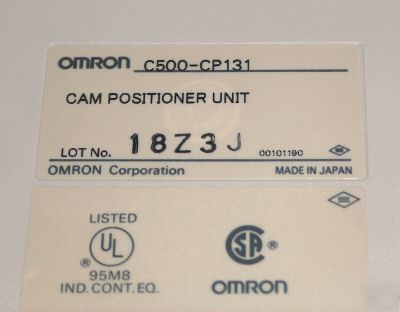 OMRON C500-CP131
CAM POSITIONER UNIT
LOT No. 18Z3J 00101190
OMRON Corporation MADE IN JAPAN
LISTED
UL ®
95M8
IND. CONT. EQ.
SA ®
OMRON